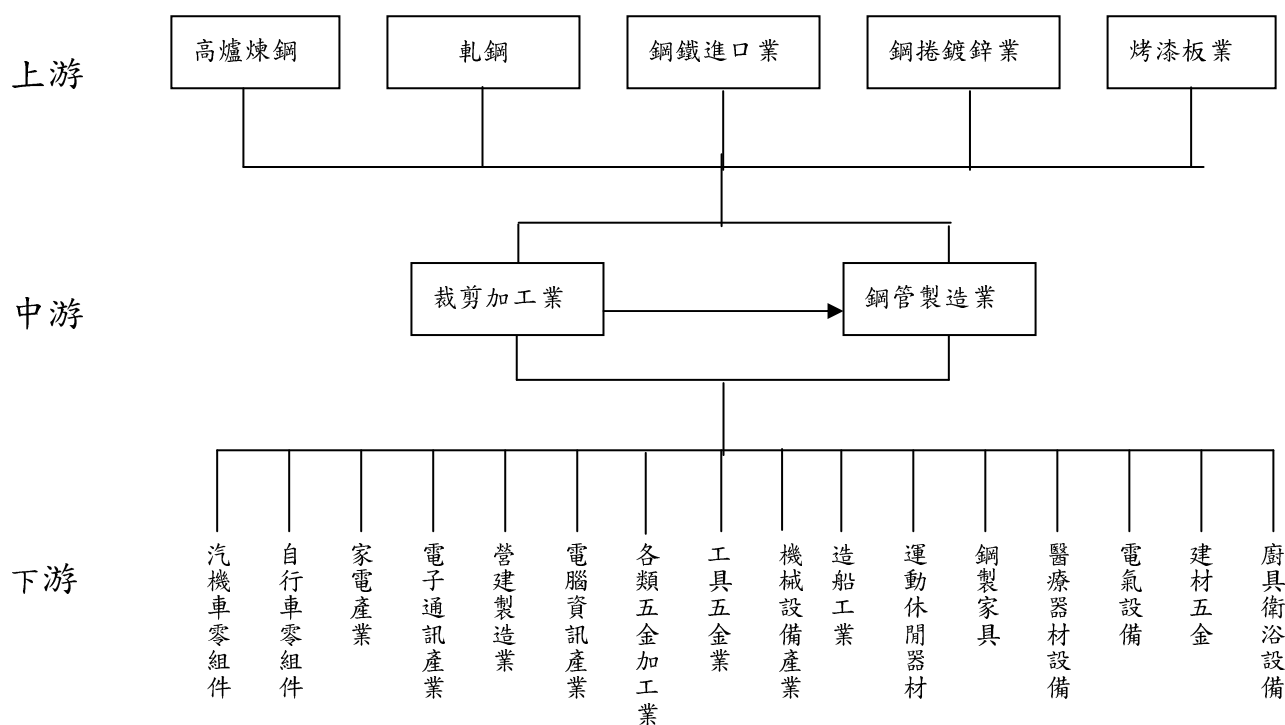 上游
高爐煉鋼
軋鋼
鋼鐵進口業
鋼捲鍍鋅業
烤漆板業
中游
裁剪加工業
鋼管製造業
下游
汽機車零組件
自行車零組件
家電產業
電子通訊產業
營建製造業
電腦資訊產業
各類五金加工業
工具五金業
機械設備產業
造船工業
運動休閒器材
鋼製家具
醫療器材設備
電氣設備
建材五金
廚具衛浴設備